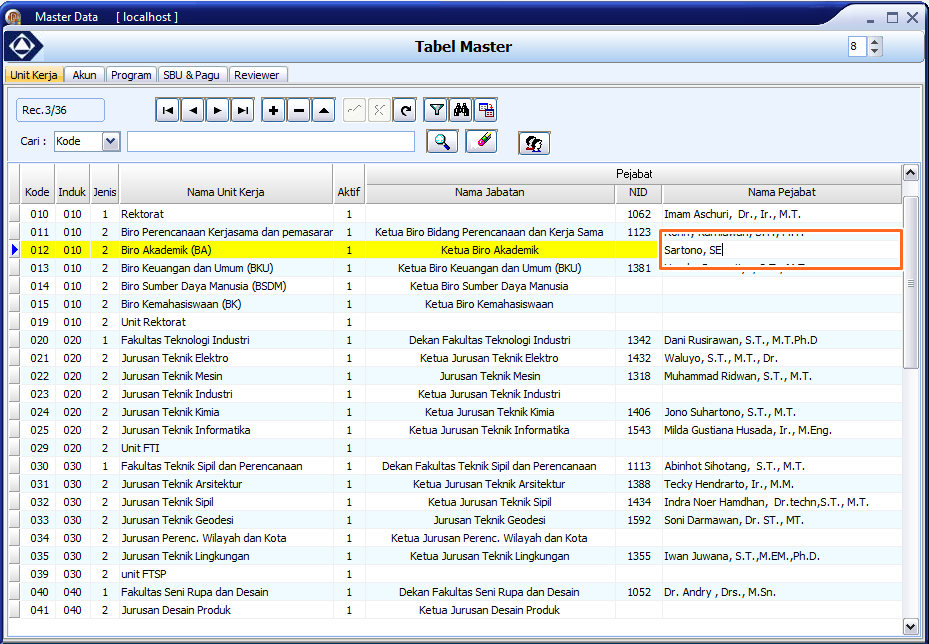 Master Data [ localhost ]
Tabel Master
8
Unit Kerja Akun Program SBU & Pagu Reviewer
Rec.3/36
Cari : Kode
Pejabat
Kode Induk Jenis Nama Unit Kerja Aktif Nama Jabatan NID Nama Pejabat
010 010 1 Rektorat 1 1062 Imam Aschuri, Dr., Ir., M.T.
011 010 2 Biro Perencanaan Kerjasama dan pemasarar 1 Ketua Biro Bidang Perencanaan dan Kerja Sama 1123
012 010 2 Biro Akademik (BA) 1 Ketua Biro Akademik Sartono, SE
013 010 2 Biro Keuangan dan Umum (BKU) 1 Ketua Biro Keuangan dan Umum (BKU) 1381
014 010 2 Biro Sumber Daya Manusia (BSDM) 1 Ketua Biro Sumber Daya Manusia
015 010 2 Biro Kemahasiswaan (BK) 1 Ketua Biro Kemahasiswaan
019 010 2 Unit Rektorat 1
020 020 1 Fakultas Teknologi Industri 1 Dekan Fakultas Teknologi Industri 1342 Dani Rusirawan, S.T., M.T.Ph.D
021 020 2 Jurusan Teknik Elektro 1 Ketua Jurusan Teknik Elektro 1432 Waluyo, S.T., M.T., Dr.
022 020 2 Jurusan Teknik Mesin 1 Jurusan Teknik Mesin 1318 Muhammad Ridwan, S.T., M.T.
023 020 2 Jurusan Teknik Industri 1 Ketua Jurusan Teknik Industri
024 020 2 Jurusan Teknik Kimia 1 Ketua Jurusan Teknik Kimia 1406 Jono Suhartono, S.T., M.T.
025 020 2 Jurusan Teknik Informatika 1 Ketua Jurusan Teknik Informatika 1543 Milda Gustiana Husada, Ir., M.Eng.
029 020 2 Unit FTI 1
030 030 1 Fakultas Teknik Sipil dan Perencanaan 1 Dekan Fakultas Teknik Sipil dan Perencanaan 1113 Abinhot Sihotang, S.T., M.T.
031 030 2 Jurusan Teknik Arsitektur 1 Ketua Jurusan Teknik Arsitektur 1388 Tecky Hendrarto, Ir., M.M.
032 030 2 Jurusan Teknik Sipil 1 Ketua Jurusan Teknik Sipil 1434 Indra Noer Hamdhan, Dr.techn,S.T., M.T.
033 030 2 Jurusan Teknik Geodesi 1 Jurusan Teknik Geodesi 1592 Soni Darmawan, Dr. ST., MT.
034 030 2 Jurusan Perenc. Wilayah dan Kota 1 Ketua Jurusan Perenc. Wilayah dan Kota
035 030 2 Jurusan Teknik Lingkungan 1 Ketua Jurusan Teknik Lingkungan 1355 Iwan Juwana, S.T.,M.EM.,Ph.D.
039 030 2 unit FTSP 1
040 040 1 Fakultas Seni Rupa dan Desain 1 Dekan Fakultas Seni Rupa dan Desain 1052 Dr. Andry , Drs., M.Sn.
041 040 2 Jurusan Desain Produk 1 Ketua Jurusan Desain Produk